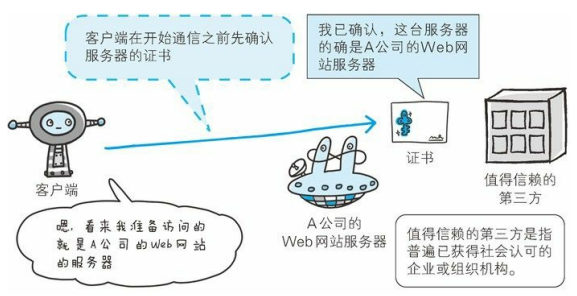 客户端在开始通信之前先确认
服务器的证书
我已确认，这台服务器
的确是A公司的Web网
站服务器
客户端
证书
值得信赖的
第三方
A公司的
Web网站服务器
嗯，看来我准备访问的
就是A公司的Web网站
的服务器
值得信赖的第三方是指
普遍已获得社会认可的
企业或组织机构。